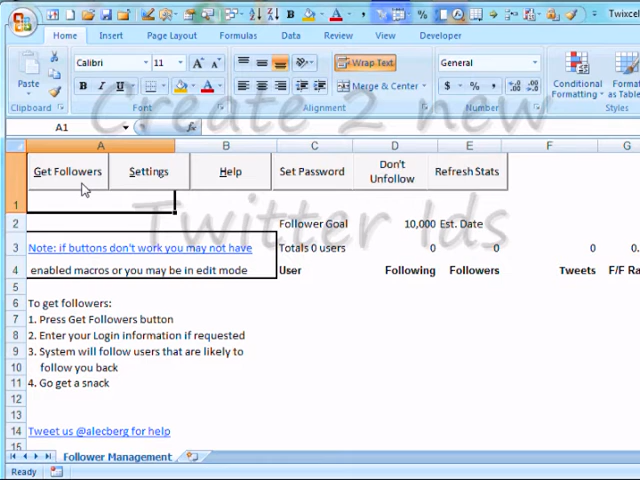 Twixcel
Home Insert Page Layout Formulas Data Review View Developer
Calibri 11 Wrap Text General
Paste Merge & Center $ % , Conditional Formatting
Clipboard Font Alignment Number
Create 2 new
A1
A B C D E F G
Get Followers Settings Help Set Password Don't Unfollow Refresh Stats
1
Twitter Ids
2 Follower Goal 10,000 Est. Date
3 Note: if buttons don't work you may not have Totals 0 users 0 0 0 0.
4 enabled macros or you may be in edit mode User Following Followers Tweets F/F Ra
5
6 To get followers:
7 1. Press Get Followers button
8 2. Enter your Login information if requested
9 3. System will follow users that are likely to
10 follow you back
11 4. Go get a snack
12
13
14 Tweet us @alecberg for help
15
Follower Management
Ready